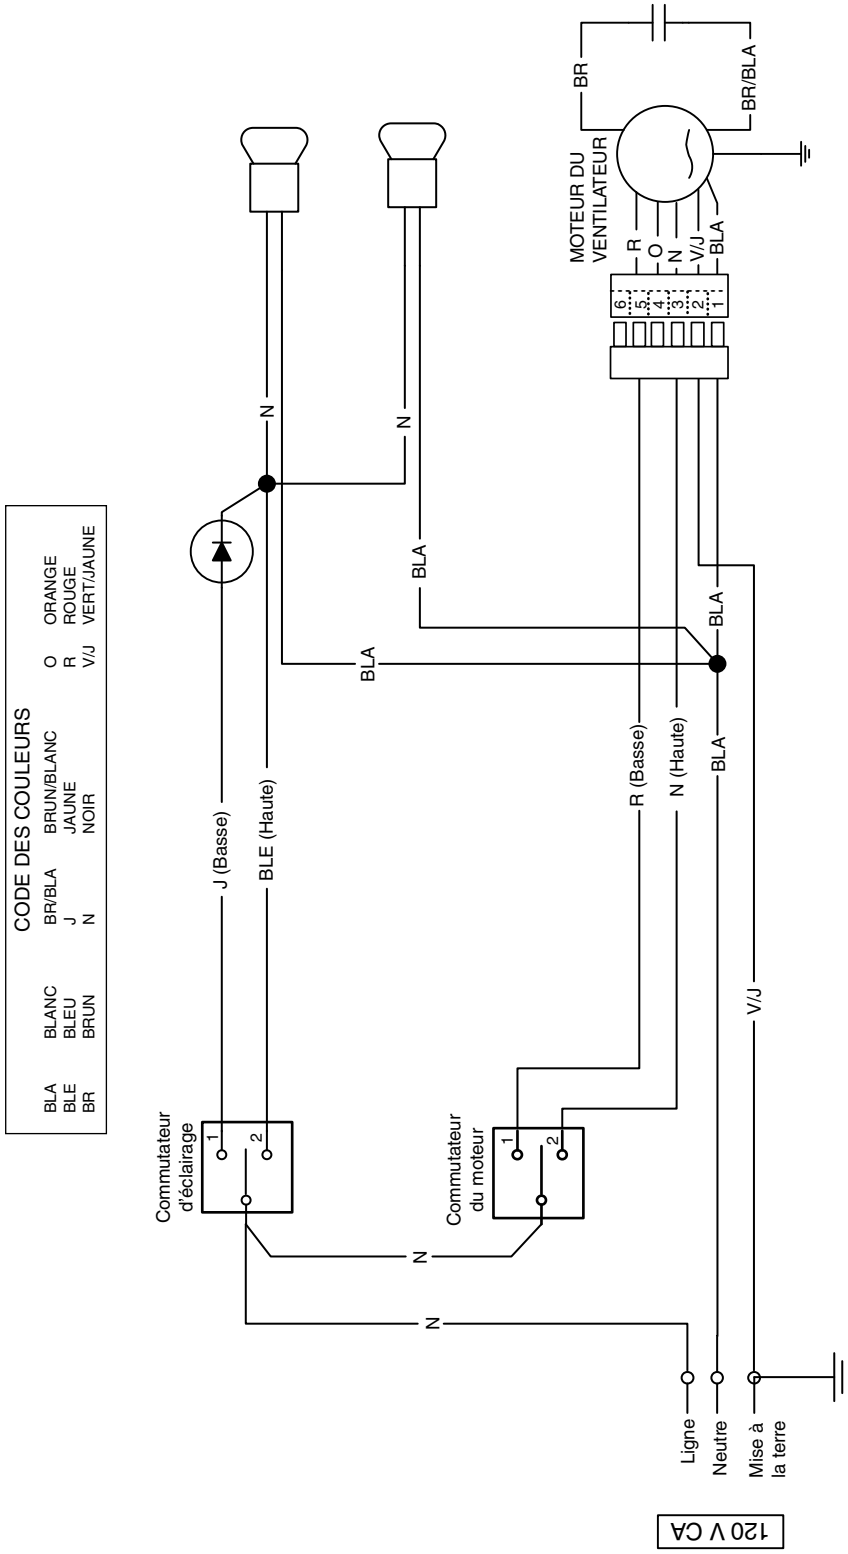 CODE DES COULEURS
BLA BLANC BR/BLA BRUN/BLANC O ORANGE
BLE BLEU J JAUNE R ROUGE
BR BRUN N NOIR V/J VERT/JAUNE
Commutateur
d'éclairage
1
2
J (Basse)
BLE (Haute)
N
N
BLA
BLA
Commutateur
du moteur
1
2
N
N
R (Basse)
N (Haute)
BLA
BLA
V/J
6
5
4
3
2
1
R
O
N
V/J
BLA
MOTEUR DU
VENTILATEUR
BR
BR/BLA
Ligne
Neutre
Mise à
la terre
120 V CA